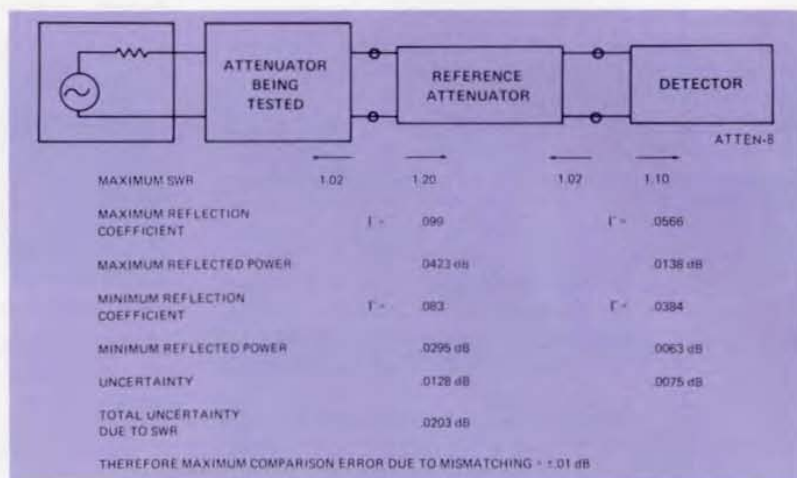 ATTENUATOR
BEING
TESTED
REFERENCE
ATTENUATOR
DETECTOR
ATTEN-8
MAXIMUM SWR 1.02 1.20 1.02 1.10
MAXIMUM REFLECTION
COEFFICIENT Γ = .099 Γ = .0566
MAXIMUM REFLECTED POWER .0423 dB .0138 dB
MINIMUM REFLECTION
COEFFICIENT Γ = .083 Γ = .0384
MINIMUM REFLECTED POWER .0295 dB .0063 dB
UNCERTAINTY .0128 dB .0075 dB
TOTAL UNCERTAINTY
DUE TO SWR .0203 dB
THEREFORE MAXIMUM COMPARISON ERROR DUE TO MISMATCHING = ±.01 dB